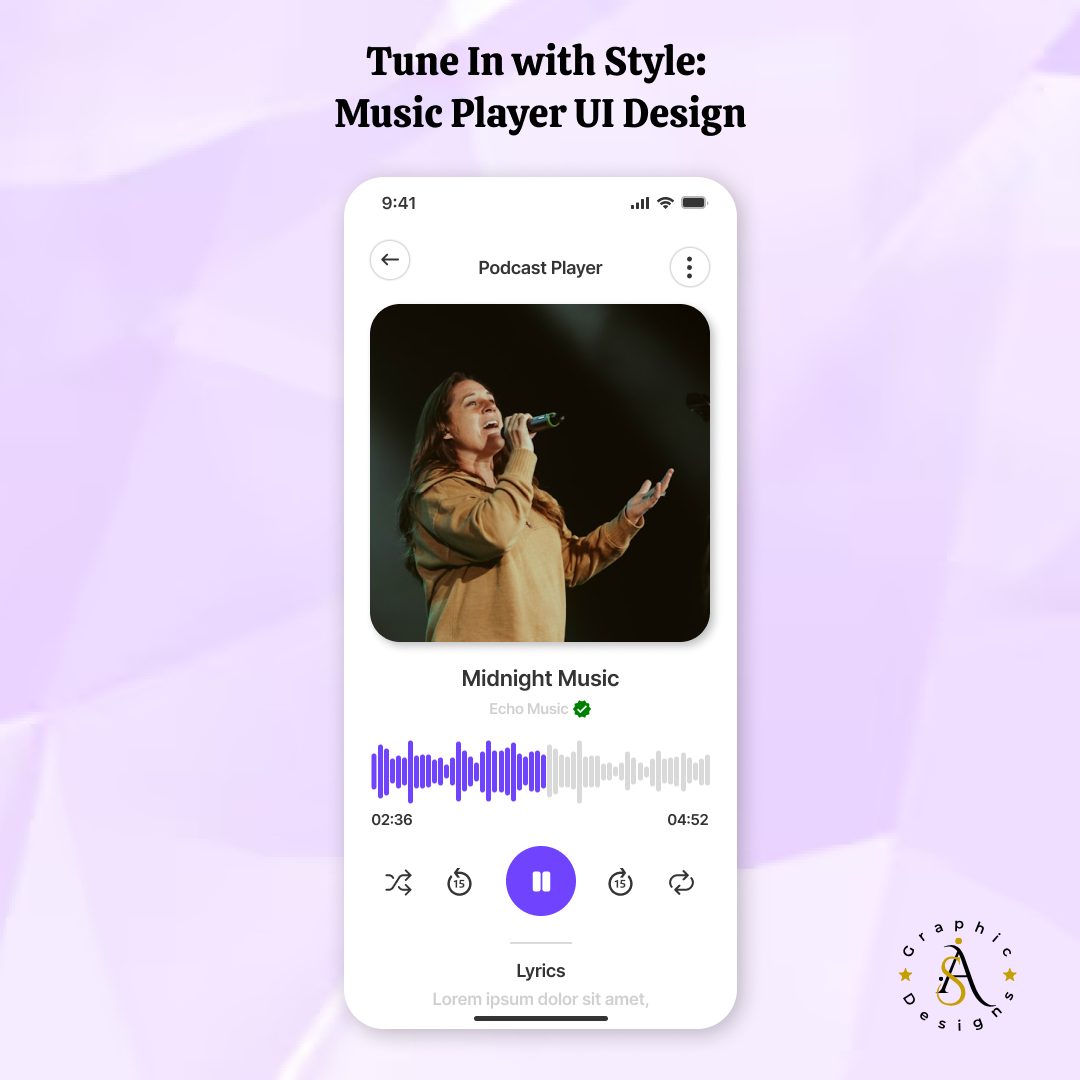 Tune In with Style:
Music Player UI Design
9:41
Podcast Player
Midnight Music
Echo Music
02:36
04:52
15
15
Lyrics
Lorem ipsum dolor sit amet,
Graphic
SA
Designs